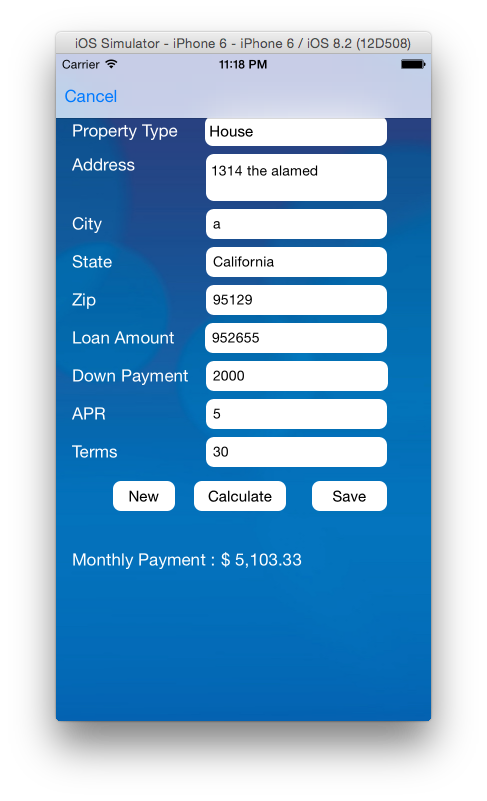 iOS Simulator - iPhone 6 - iPhone 6 / iOS 8.2 (12D508)
Carrier 11:18 PM
Cancel
Property Type House
Address 1314 the alamed
City a
State California
Zip 95129
Loan Amount 952655
Down Payment 2000
APR 5
Terms 30
New Calculate Save
Monthly Payment : $ 5,103.33